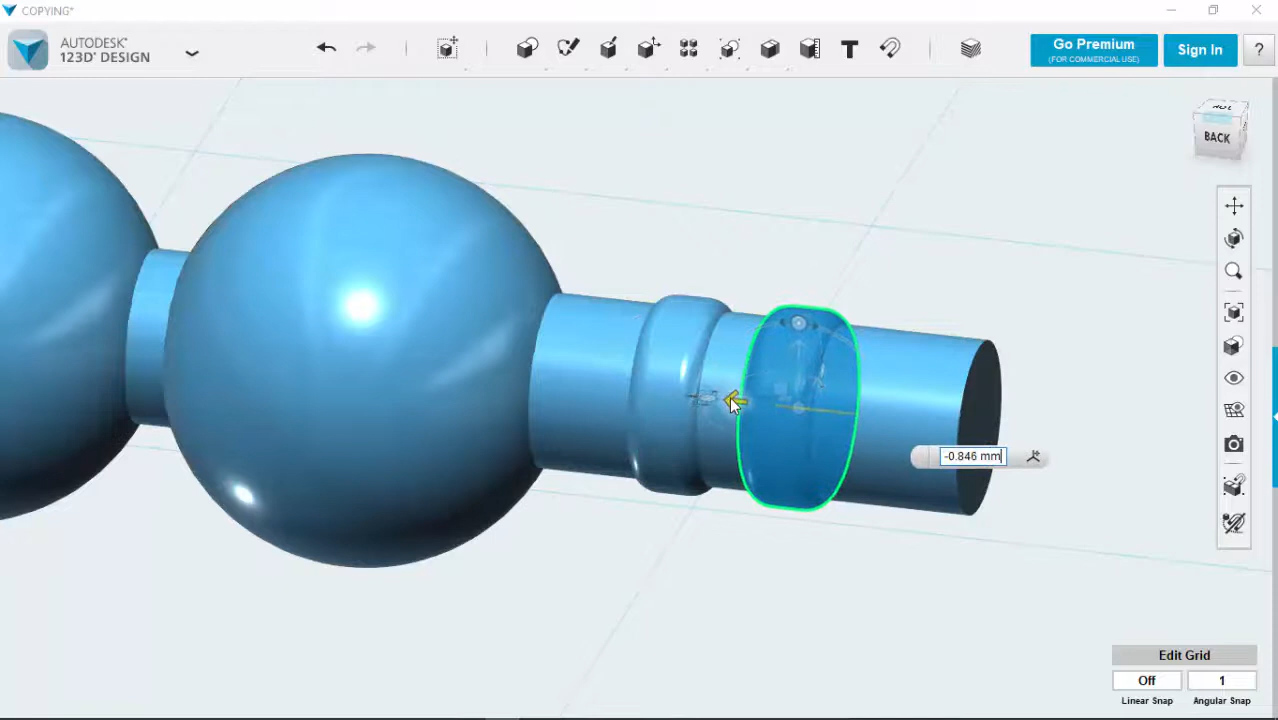 COPYING*
AUTODESK®
123D® DESIGN
Go Premium
(FOR COMMERCIAL USE)
Sign In
?
T
BACK
-0.846 mm
Edit Grid
Off
1
Linear Snap
Angular Snap